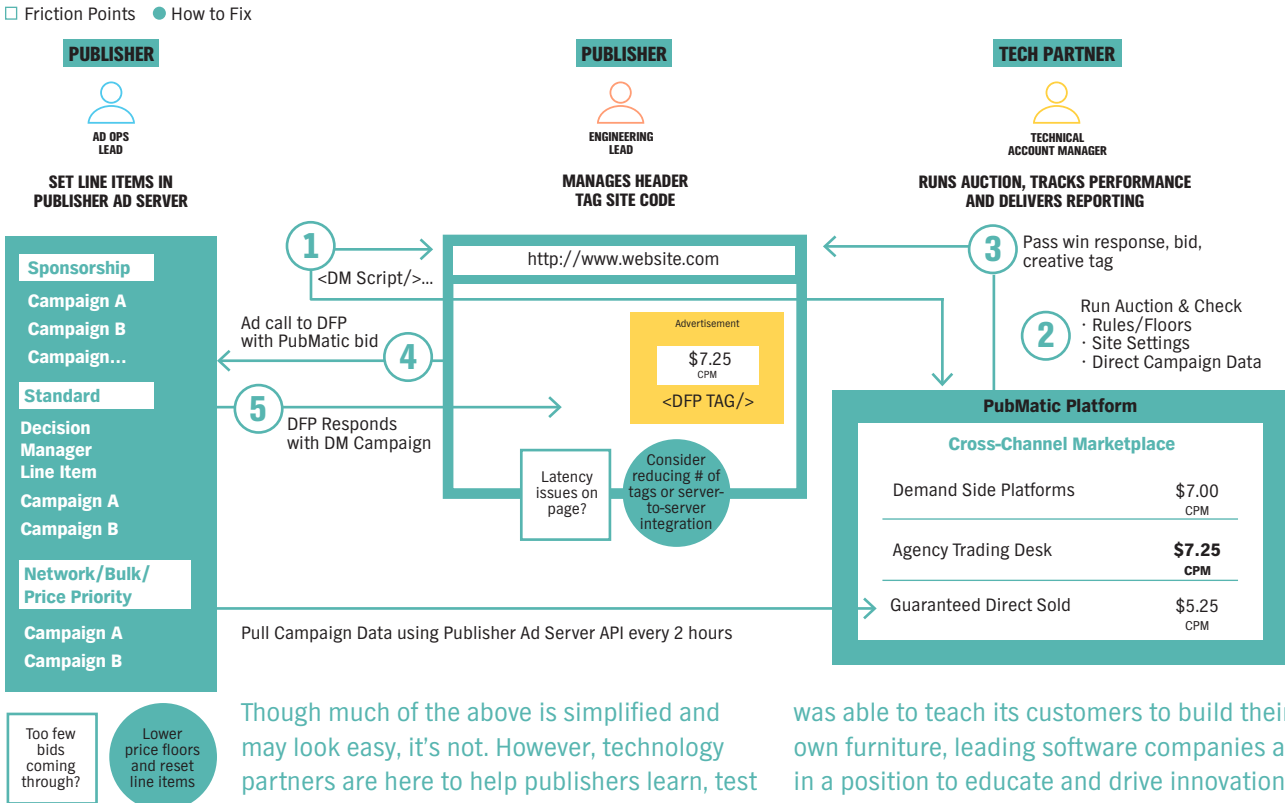 Friction Points How to Fix
PUBLISHER
AD OPS
LEAD
SET LINE ITEMS IN
PUBLISHER AD SERVER
PUBLISHER
ENGINEERING
LEAD
MANAGES HEADER
TAG SITE CODE
TECH PARTNER
TECHNICAL
ACCOUNT MANAGER
RUNS AUCTION, TRACKS PERFORMANCE
AND DELIVERS REPORTING
Sponsorship
Campaign A
Campaign B
Campaign...
Standard
Decision
Manager
Line Item
Campaign A
Campaign B
Network/Bulk/
Price Priority
Campaign A
Campaign B
1
<DM Script/>...
Ad call to DFP
with PubMatic bid
4
5
DFP Responds
with DM Campaign
http://www.website.com
Advertisement
$7.25
CPM
<DFP TAG/>
Latency
issues on
page?
Consider
reducing # of
tags or server-
to-server
integration
3
Pass win response, bid,
creative tag
2
Run Auction & Check
· Rules/Floors
· Site Settings
· Direct Campaign Data
PubMatic Platform
Cross-Channel Marketplace
Demand Side Platforms $7.00
CPM
Agency Trading Desk $7.25
CPM
Guaranteed Direct Sold $5.25
CPM
Pull Campaign Data using Publisher Ad Server API every 2 hours
Too few
bids
coming
through?
Lower
price floors
and reset
line items
Though much of the above is simplified and
may look easy, it's not. However, technology
partners are here to help publishers learn, test
was able to teach its customers to build their
own furniture, leading software companies a
in a position to educate and drive innovation